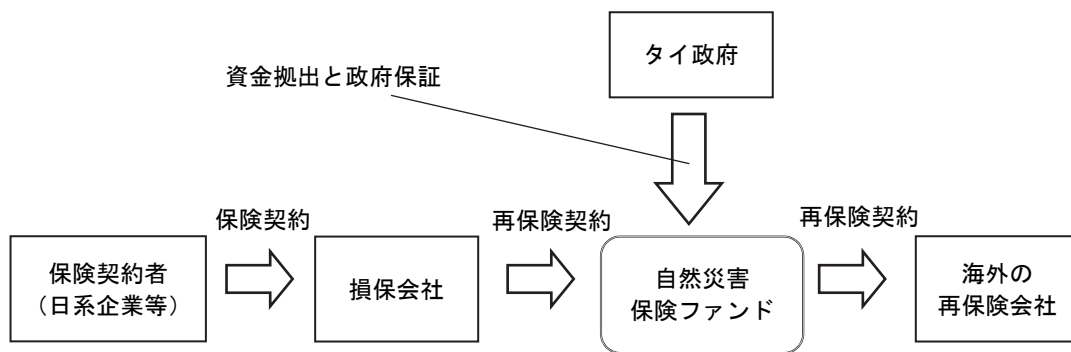 タイ政府
資金拠出と政府保証
保険契約
再保険契約
再保険契約
保険契約者
（日系企業等）
損保会社
自然災害
保険ファンド
海外の
再保険会社